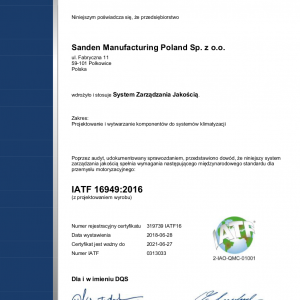 Niniejszym poświadcza się, że przedsiębiorstwo
Sanden Manufacturing Poland Sp. z o.o.
ul. Fabryczna 11
59-101 Polkowice
Polska
wdrożyło i stosuje System Zarządzania Jakością.
Zakres:
Projektowanie i wytwarzanie komponentów do systemów klimatyzacji
Poprzez audyt, udokumentowany sprawozdaniem, przedstawiono dowód, że niniejszy system
zarządzania jakością spełnia wymagania następującego międzynarodowego standardu dla
przemysłu motoryzacyjnego:
IATF 16949:2016
(z projektowaniem wyrobu)
Numer rejestracyjny certyfikatu 319739 IATF16
Data wystawienia 2018-06-28
Certyfikat jest ważny do 2021-06-27
Numer IATF 0313033
IATF
2-IAO-QMC-01001
Dla i w imieniu DQS